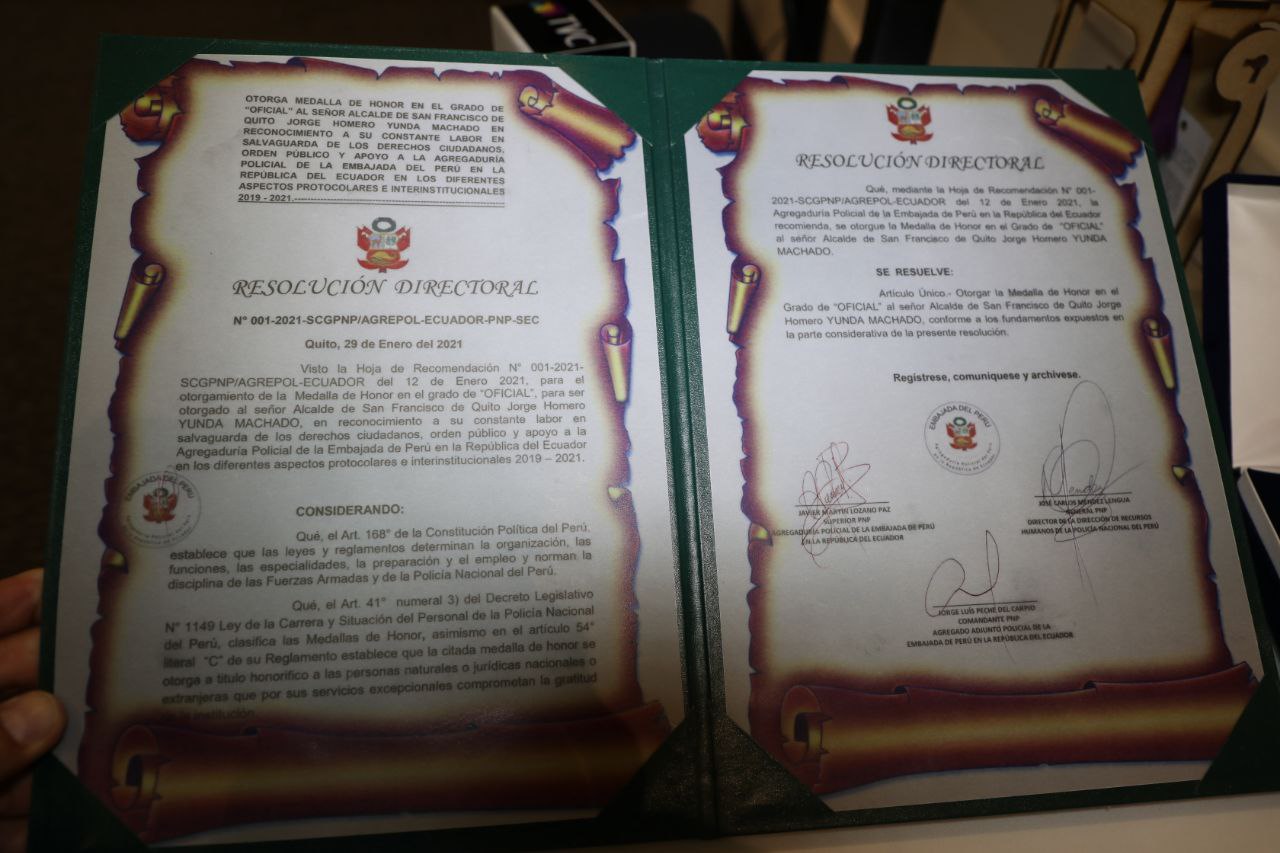 TVC
OTORGA MEDALLA DE HONOR EN EL GRADO DE
"OFICIAL" AL SEÑOR ALCALDE DE SAN FRANCISCO DE
QUITO JORGE HOMERO YUNDA MACHADO EN
RECONOCIMIENTO A SU CONSTANTE LABOR EN
SALVAGUARDA DE LOS DERECHOS CIUDADANOS,
ORDEN PÚBLICO Y APOYO A LA AGREGADURÍA
POLICIAL DE LA EMBAJADA DEL PERÚ EN LA
REPÚBLICA DEL ECUADOR EN LOS DIFERENTES
ASPECTOS PROTOCOLARES E INTERINSTITUCIONALES
2019 - 2021.
RESOLUCIÓN DIRECTORAL
N° 001-2021-SCGPNP/AGREPOL-ECUADOR-PNP-SEC
Quito, 29 de Enero del 2021
Visto la Hoja de Recomendación N° 001-2021-
SCGPNP/AGREPOL-ECUADOR del 12 de Enero 2021, para el
otorgamiento de la Medalla de Honor en el grado de "OFICIAL", para ser
otorgado al señor Alcalde de San Francisco de Quito Jorge Homero
YUNDA MACHADO, en reconocimiento a su constante labor en
salvaguarda de los derechos ciudadanos, orden público y apoyo a la
Agregaduría Policial de la Embajada del Perú en la República del Ecuador
en los diferentes aspectos protocolares e interinstitucionales 2019 – 2021.
EMBAJADA DEL PERÚ
CONSIDERANDO:
Qué, el Art. 168° de la Constitución Política del Perú,
establece que las leyes y reglamentos determinan la organización, las
funciones, las especialidades, la preparación y el empleo y norman la
disciplina de las Fuerzas Armadas y de la Policía Nacional del Perú.
Qué, el Art. 41° numeral 3) del Decreto Legislativo
N° 1149 Ley de la Carrera y Situación del Personal de la Policía Nacional
del Perú, clasifica las Medallas de Honor, asimismo en el artículo 54°
literal "C" de su Reglamento establece que la citada medalla de honor se
otorga a titulo honorifico a las personas naturales o jurídicas nacionales o
extranjeras que por sus servicios excepcionales comprometan la gratitud
de la institución.
RESOLUCIÓN DIRECTORAL
Qué, mediante la Hoja de Recomendación N° 001-
2021-SCGPNP/AGREPOL-ECUADOR del 12 de Enero 2021, la
Agregaduría Policial de la Embajada de Perú en la República del Ecuador
recomienda, se otorgue la Medalla de Honor en el Grado de "OFICIAL"
al señor Alcalde de San Francisco de Quito Jorge Homero YUNDA
MACHADO.
SE RESUELVE:
Artículo Único.- Otorgar la Medalla de Honor en el
Grado de "OFICIAL" al señor Alcalde de San Francisco de Quito Jorge
Homero YUNDA MACHADO, conforme a los fundamentos expuestos en
la parte considerativa de la presente resolución.
Regístrese, comuniquese y archivese.
EMBAJADA DEL PERÚ
JAVIER MARTIN LOZANO PAZ
SUPERIOR PNP
AGREGADURÍA POLICIAL DE LA EMBAJADA DE PERÚ
EN LA REPÚBLICA DEL ECUADOR
JOSÉ CARLOS MENDEZ LENGUA
GENERAL PNP
DIRECTOR DE LA DIRECCIÓN DE RECURSOS
HUMANOS DE LA POLICÍA NACIONAL DEL PERÚ
JORGE LUÍS PECHE DEL CARPIO
COMANDANTE PNP
AGREGADO ADJUNTO POLICIAL DE LA
EMBAJADA DE PERÚ EN LA REPÚBLICA DEL ECUADOR